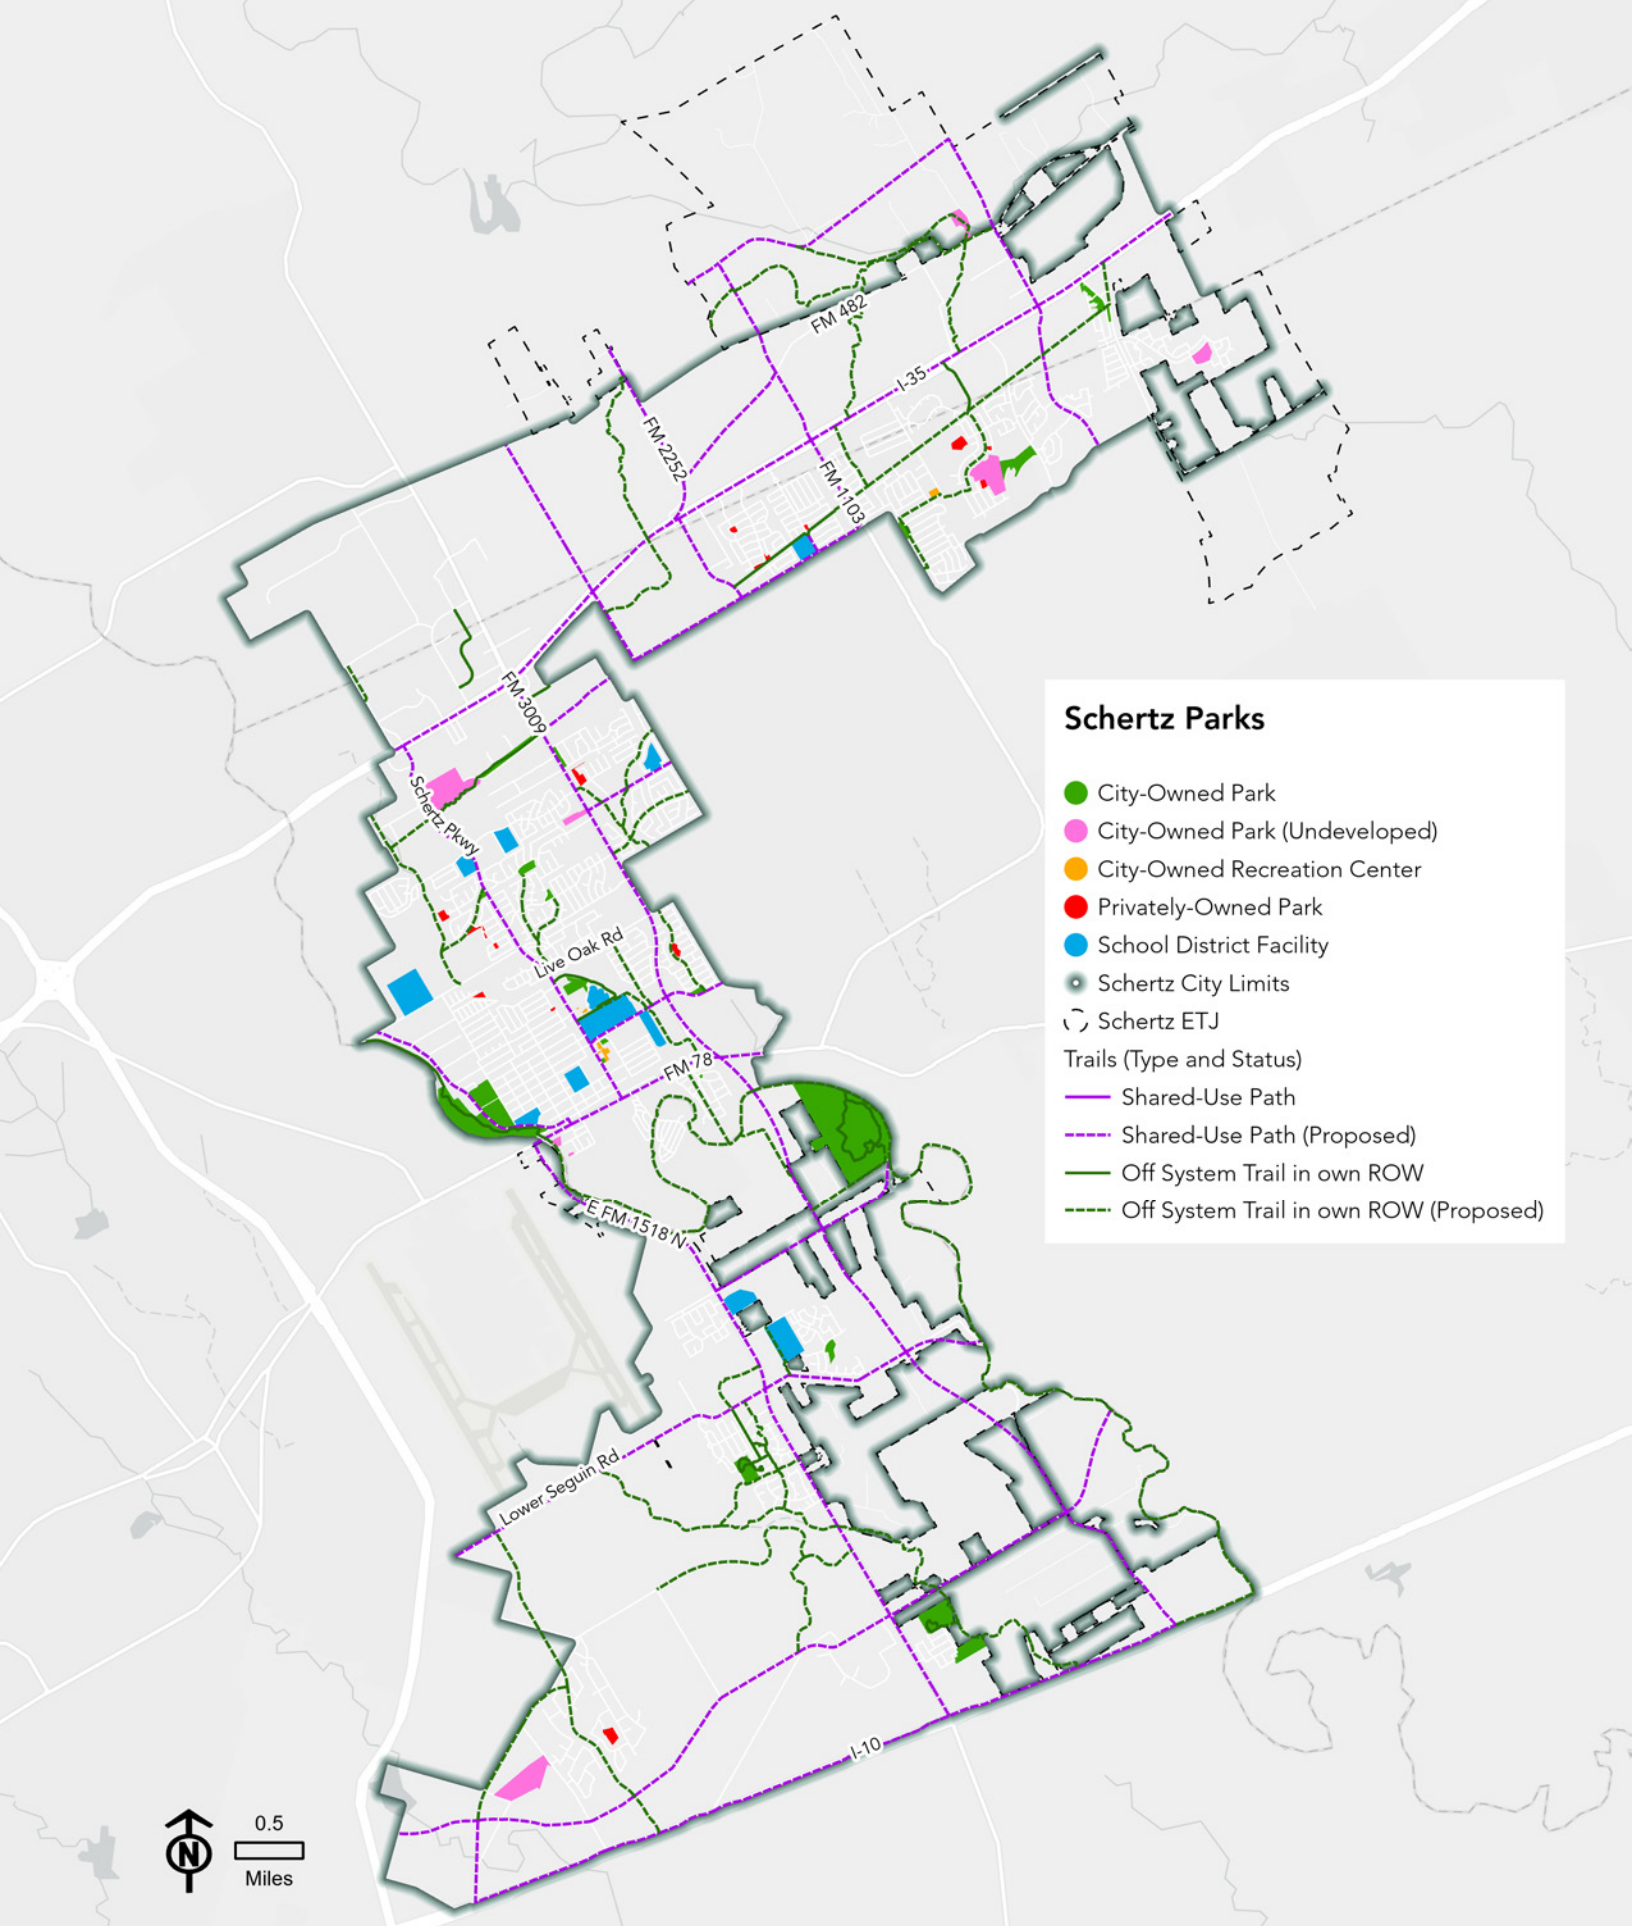 FM 482
I-35
FM 2252
FM 1103
FM 3009
Schertz Pkwy
Live Oak Rd
FM 78
E FM 1518 N
Lower Seguin Rd
I-10
Schertz Parks
City-Owned Park
City-Owned Park (Undeveloped)
City-Owned Recreation Center
Privately-Owned Park
School District Facility
Schertz City Limits
Schertz ETJ
Trails (Type and Status)
Shared-Use Path
Shared-Use Path (Proposed)
Off System Trail in own ROW
Off System Trail in own ROW (Proposed)
N
0.5
Miles